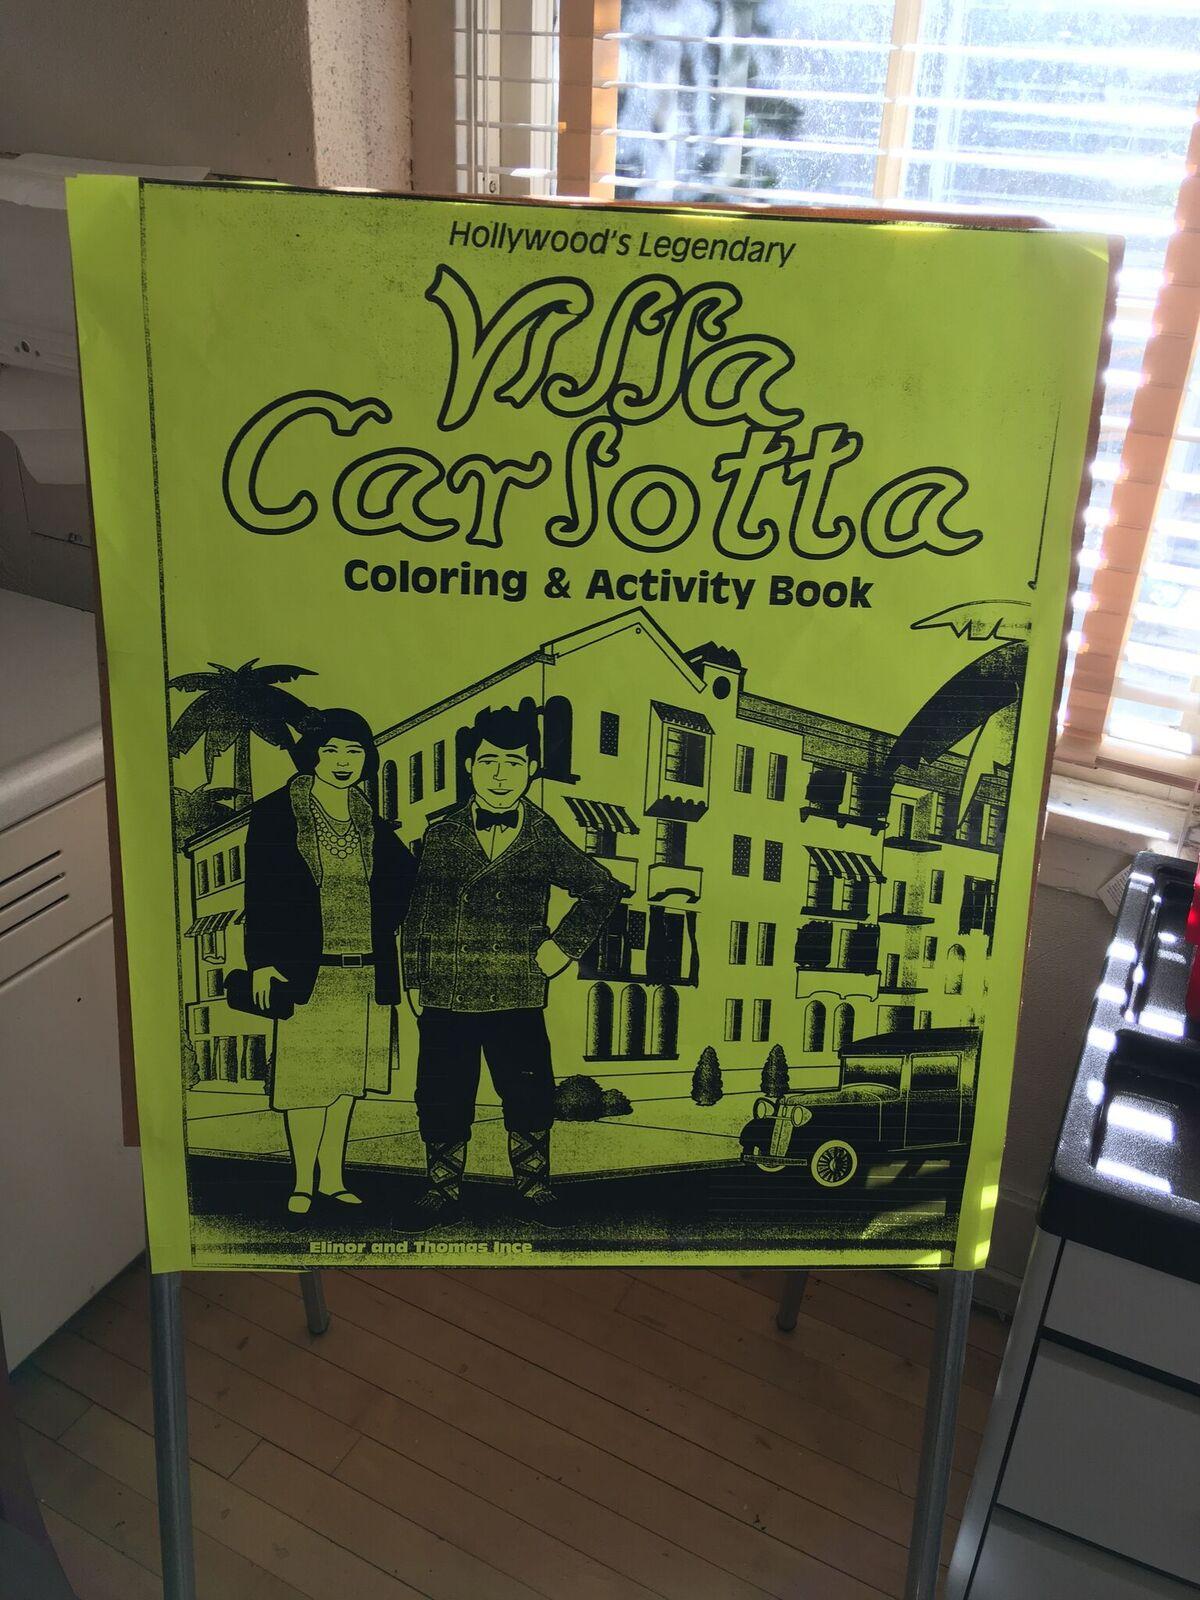 Hollywood's Legendary
Villa
Carlotta
Coloring & Activity Book
Elinor and Thomas Ince